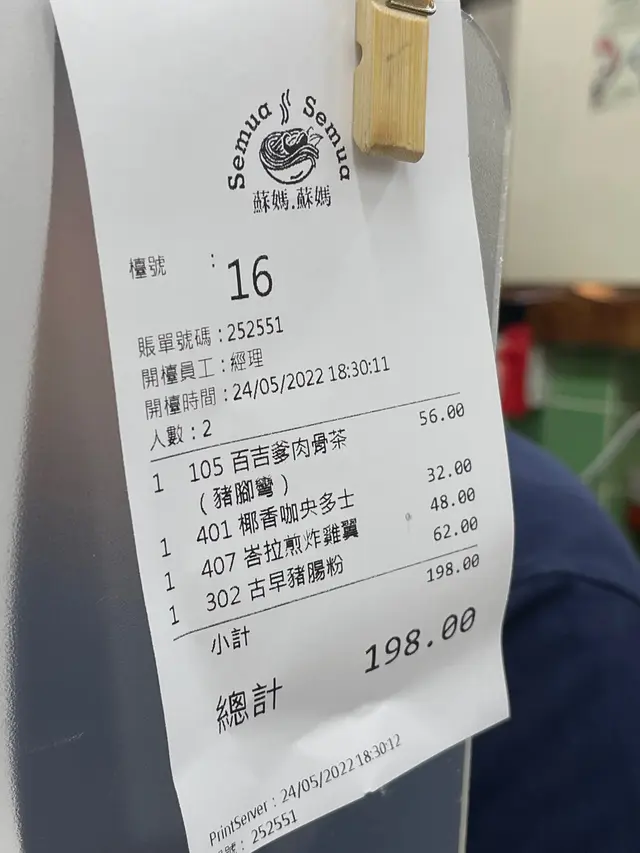 Semua Semua
蘇媽.蘇媽
檯號 : 16
賬單號碼 : 252551
開檯員工 : 經理
開檯時間 : 24/05/2022 18:30:11
人數 : 2
1 105 百吉爹肉骨茶 56.00
(豬腳彎)
1 401 椰香咖央多士 32.00
1 407 峇拉煎炸雞翼 48.00
1 302 古早豬腸粉 62.00
小計 198.00
總計 198.00
PrintServer : 24/05/2022 18:30:12
號 : 252551